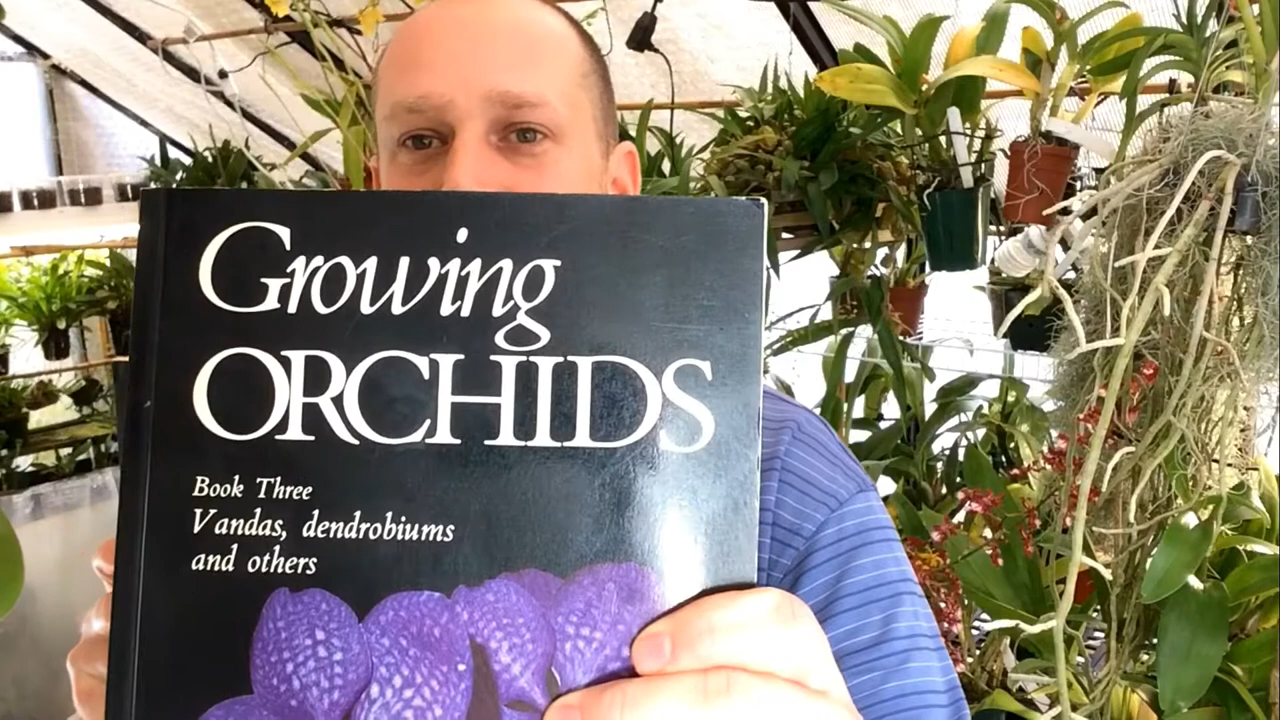 Growing
ORCHIDS
Book Three
Vandas, dendrobiums
and others